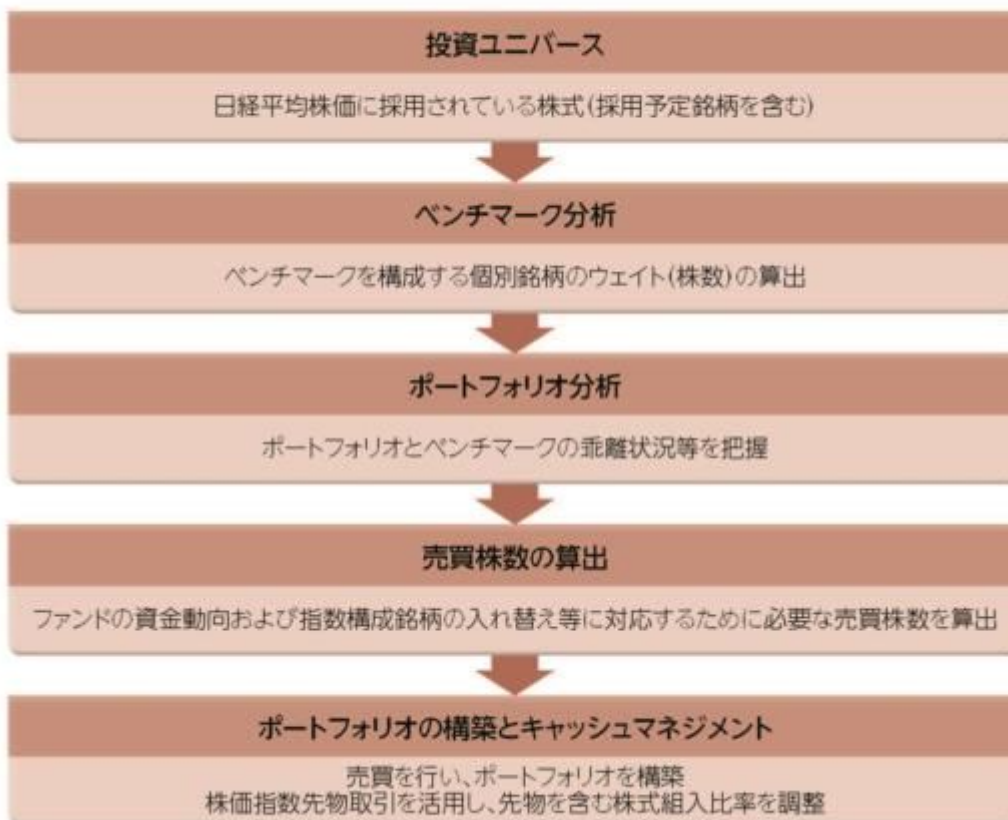 投資ユニバース
日経平均株価に採用されている株式(採用予定銘柄を含む)
ベンチマーク分析
ベンチマークを構成する個別銘柄のウェイト(株数)の算出
ポートフォリオ分析
ポートフォリオとベンチマークの乖離状況等を把握
売買株数の算出
ファンドの資金動向および指数構成銘柄の入れ替え等に対応するために必要な売買株数を算出
ポートフォリオの構築とキャッシュマネジメント
売買を行い、ポートフォリオを構築
株価指数先物取引を活用し、先物を含む株式組入比率を調整